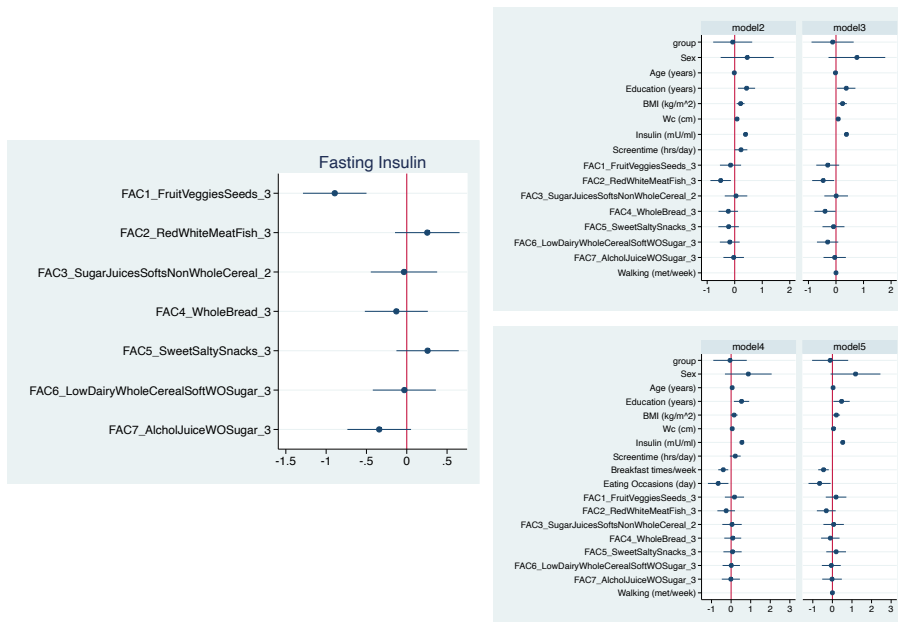 Fasting Insulin
FAC1_FruitVeggiesSeeds_3
FAC2_RedWhiteMeatFish_3
FAC3_SugarJuicesSoftsNonWholeCereal_2
FAC4_WholeBread_3
FAC5_SweetSaltySnacks_3
FAC6_LowDairyWholeCerealSoftWOSugar_3
FAC7_AlcholJuiceWOSugar_3
-1.5 -1 -.5 0 .5
model2 model3
group
Sex
Age (years)
Education (years)
BMI (kg/m^2)
Wc (cm)
Insulin (mU/ml)
Screentime (hrs/day)
FAC1_FruitVeggiesSeeds_3
FAC2_RedWhiteMeatFish_3
FAC3_SugarJuicesSoftsNonWholeCereal_2
FAC4_WholeBread_3
FAC5_SweetSaltySnacks_3
FAC6_LowDairyWholeCerealSoftWOSugar_3
FAC7_AlcholJuiceWOSugar_3
Walking (met/week)
-1 0 1 2 -1 0 1 2
model4 model5
group
Sex
Age (years)
Education (years)
BMI (kg/m^2)
Wc (cm)
Insulin (mU/ml)
Screentime (hrs/day)
Breakfast times/week
Eating Occasions (day)
FAC1_FruitVeggiesSeeds_3
FAC2_RedWhiteMeatFish_3
FAC3_SugarJuicesSoftsNonWholeCereal_2
FAC4_WholeBread_3
FAC5_SweetSaltySnacks_3
FAC6_LowDairyWholeCerealSoftWOSugar_3
FAC7_AlcholJuiceWOSugar_3
Walking (met/week)
-1 0 1 2 3 -1 0 1 2 3